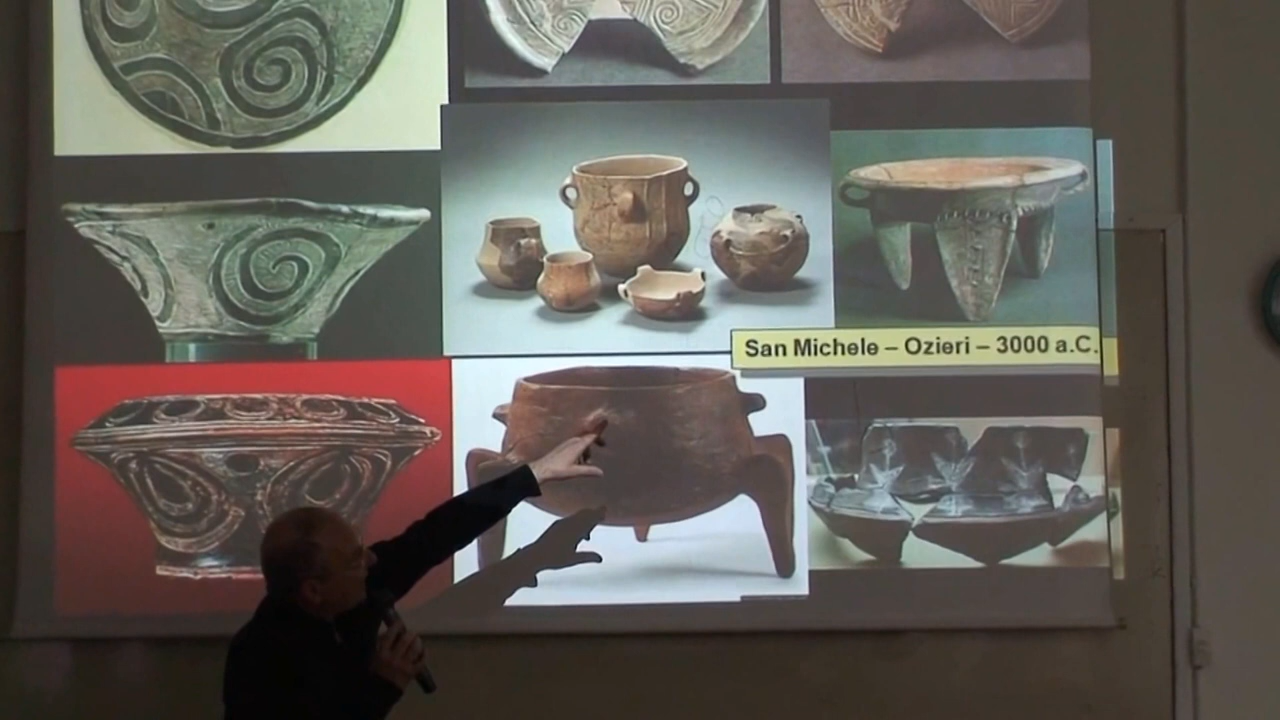 San Michele – Ozieri – 3000 a.C.